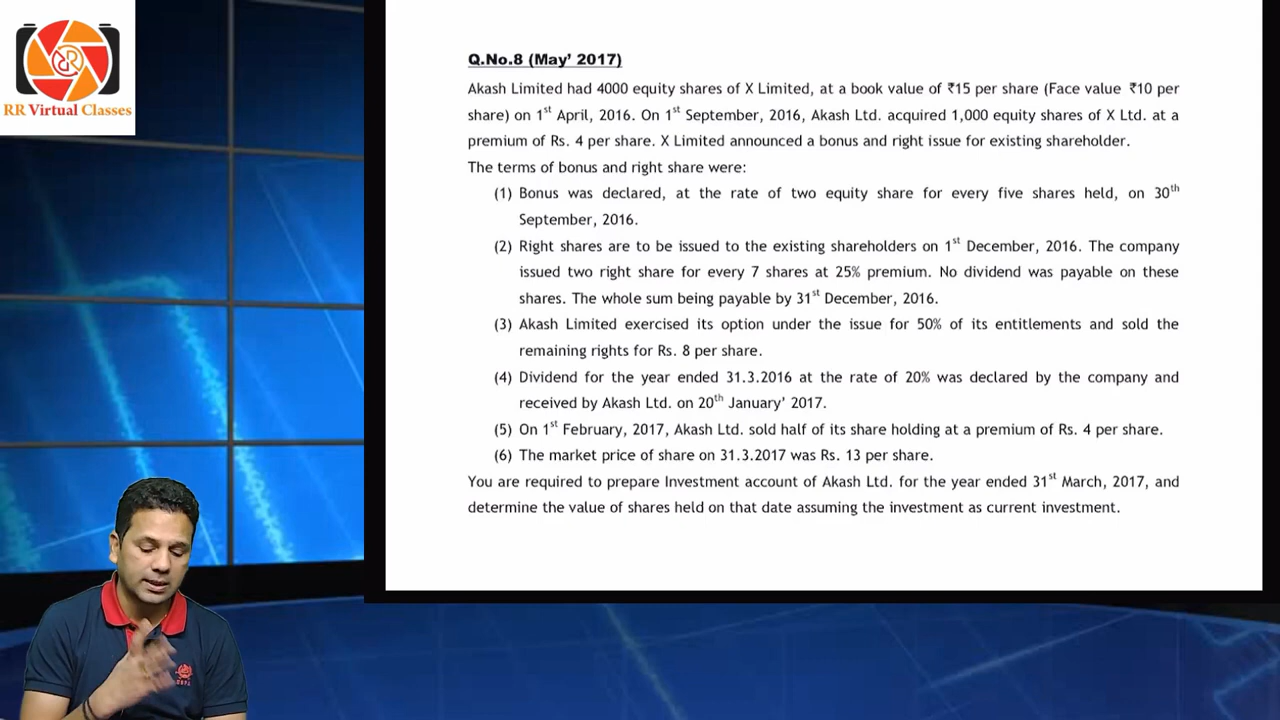 RR Virtual Classes
Q.No.8 (May’ 2017)
Akash Limited had 4000 equity shares of X Limited, at a book value of ₹15 per share (Face value ₹10 per
share) on 1st April, 2016. On 1st September, 2016, Akash Ltd. acquired 1,000 equity shares of X Ltd. at a
premium of Rs. 4 per share. X Limited announced a bonus and right issue for existing shareholder.
The terms of bonus and right share were:
(1) Bonus was declared, at the rate of two equity share for every five shares held, on 30th
September, 2016.
(2) Right shares are to be issued to the existing shareholders on 1st December, 2016. The company
issued two right share for every 7 shares at 25% premium. No dividend was payable on these
shares. The whole sum being payable by 31st December, 2016.
(3) Akash Limited exercised its option under the issue for 50% of its entitlements and sold the
remaining rights for Rs. 8 per share.
(4) Dividend for the year ended 31.3.2016 at the rate of 20% was declared by the company and
received by Akash Ltd. on 20th January’ 2017.
(5) On 1st February, 2017, Akash Ltd. sold half of its share holding at a premium of Rs. 4 per share.
(6) The market price of share on 31.3.2017 was Rs. 13 per share.
You are required to prepare Investment account of Akash Ltd. for the year ended 31st March, 2017, and
determine the value of shares held on that date assuming the investment as current investment.